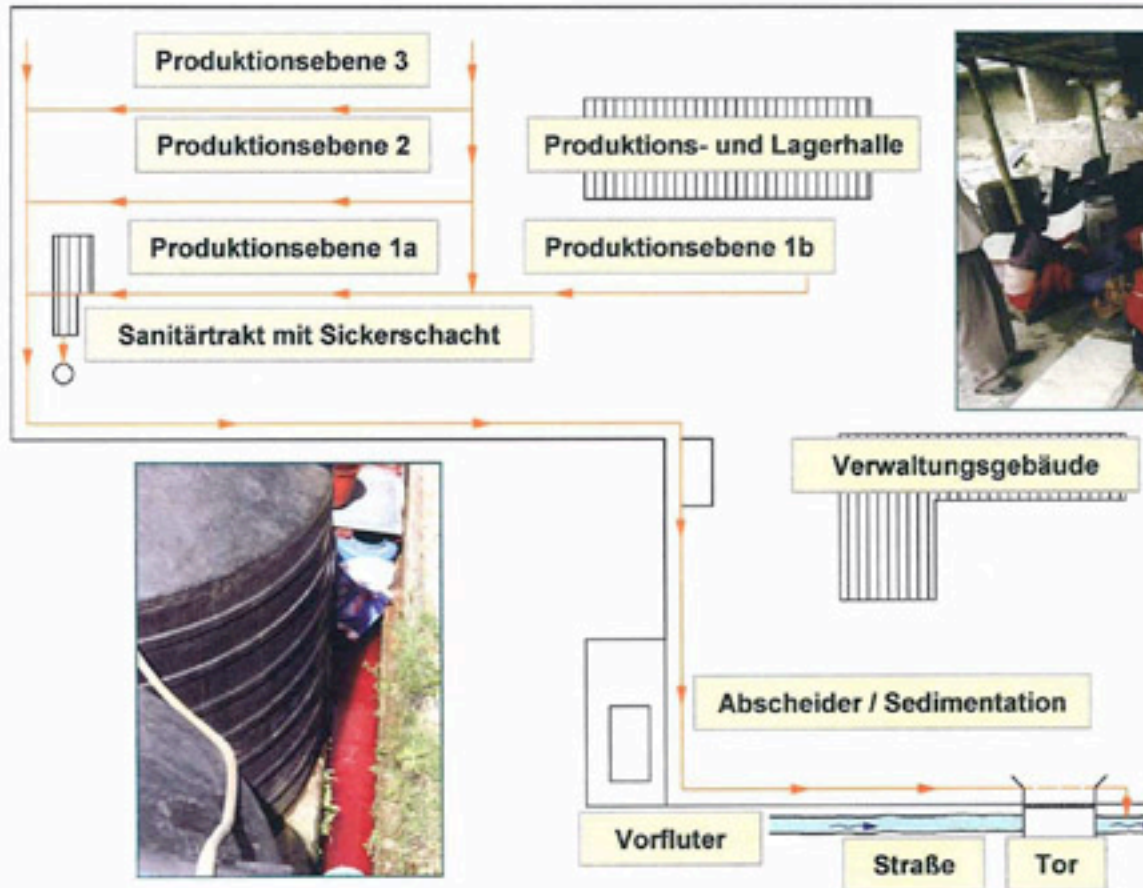 Produktionsebene 3
Produktionsebene 2
Produktions- und Lagerhalle
Produktionsebene 1a
Produktionsebene 1b
Sanitärtrakt mit Sickerschacht
Verwaltungsgebäude
Abscheider / Sedimentation
Vorfluter
Straße
Tor